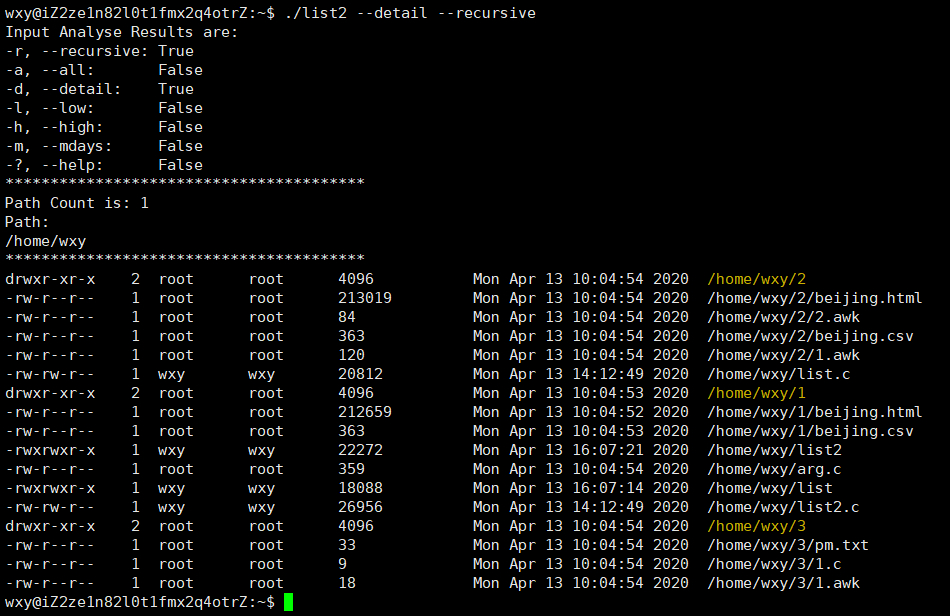 wxy@iZ2ze1n82l0t1fmx2q4otrZ:~$ ./list2 --detail --recursive
Input Analyse Results are:
-r, --recursive: True
-a, --all:       False
-d, --detail:    True
-l, --low:       False
-h, --high:      False
-m, --mdays:     False
-?, --help:      False
****************************************
Path Count is: 1
Path:
/home/wxy
****************************************
drwxr-xr-x    2  root      root      4096           Mon Apr 13 10:04:54 2020  /home/wxy/2
-rw-r--r--    1  root      root      213019         Mon Apr 13 10:04:54 2020  /home/wxy/2/beijing.html
-rw-r--r--    1  root      root      84             Mon Apr 13 10:04:54 2020  /home/wxy/2/2.awk
-rw-r--r--    1  root      root      363            Mon Apr 13 10:04:54 2020  /home/wxy/2/beijing.csv
-rw-r--r--    1  root      root      120            Mon Apr 13 10:04:54 2020  /home/wxy/2/1.awk
-rw-rw-r--    1  wxy       wxy       20812          Mon Apr 13 14:12:49 2020  /home/wxy/list.c
drwxr-xr-x    2  root      root      4096           Mon Apr 13 10:04:53 2020  /home/wxy/1
-rw-r--r--    1  root      root      212659         Mon Apr 13 10:04:52 2020  /home/wxy/1/beijing.html
-rw-r--r--    1  root      root      363            Mon Apr 13 10:04:53 2020  /home/wxy/1/beijing.csv
-rwxrwxr-x    1  wxy       wxy       22272          Mon Apr 13 16:07:21 2020  /home/wxy/list2
-rw-r--r--    1  root      root      359            Mon Apr 13 10:04:54 2020  /home/wxy/arg.c
-rwxrwxr-x    1  wxy       wxy       18088          Mon Apr 13 16:07:14 2020  /home/wxy/list
-rw-rw-r--    1  wxy       wxy       26956          Mon Apr 13 14:12:49 2020  /home/wxy/list2.c
drwxr-xr-x    2  root      root      4096           Mon Apr 13 10:04:54 2020  /home/wxy/3
-rw-r--r--    1  root      root      33             Mon Apr 13 10:04:54 2020  /home/wxy/3/pm.txt
-rw-r--r--    1  root      root      9              Mon Apr 13 10:04:54 2020  /home/wxy/3/1.c
-rw-r--r--    1  root      root      18             Mon Apr 13 10:04:54 2020  /home/wxy/3/1.awk
wxy@iZ2ze1n82l0t1fmx2q4otrZ:~$